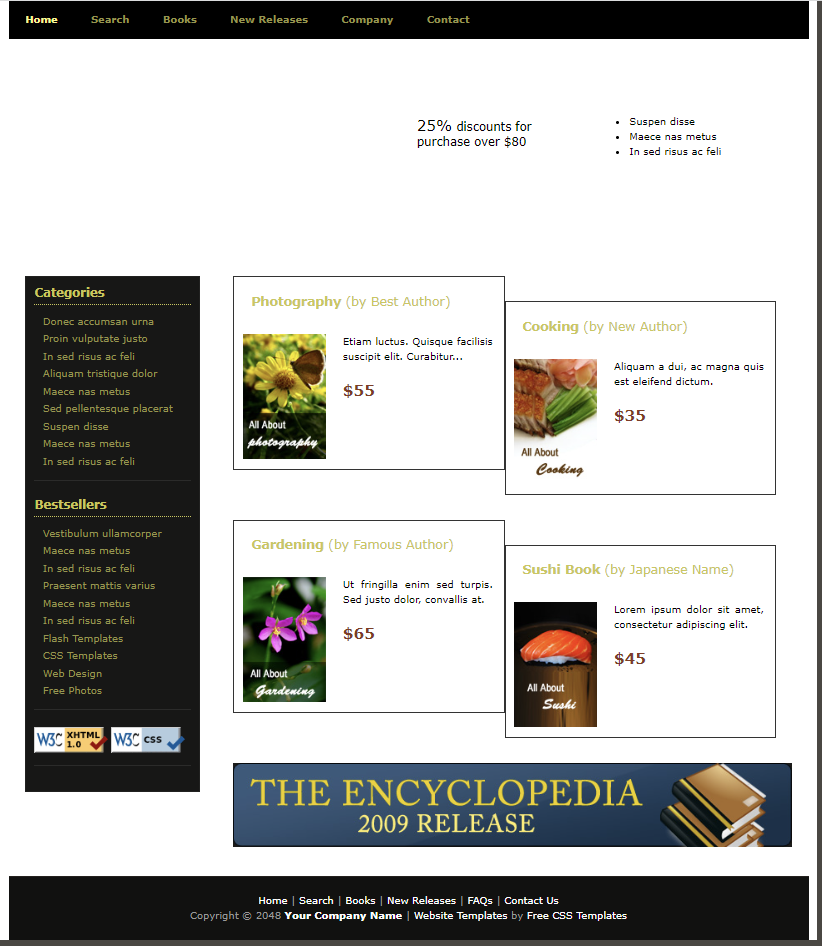 Home Search Books New Releases Company Contact
25% discounts for
purchase over $80
Suspen disse
Maece nas metus
In sed risus ac feli
Categories
Donec accumsan urna
Proin vulputate justo
In sed risus ac feli
Aliquam tristique dolor
Maece nas metus
Sed pellentesque placerat
Suspen disse
Maece nas metus
In sed risus ac feli
Bestsellers
Vestibulum ullamcorper
Maece nas metus
In sed risus ac feli
Praesent mattis varius
Maece nas metus
In sed risus ac feli
Flash Templates
CSS Templates
Web Design
Free Photos
W3C XHTML 1.0 W3C css
Photography (by Best Author)
Etiam luctus. Quisque facilisis
suscipit elit. Curabitur...
$55
All About
photography
Cooking (by New Author)
Aliquam a dui, ac magna quis
est eleifend dictum.
$35
All About
Cooking
Gardening (by Famous Author)
Ut fringilla enim sed turpis.
Sed justo dolor, convallis at.
$65
All About
Gardening
Sushi Book (by Japanese Name)
Lorem ipsum dolor sit amet,
consectetur adipiscing elit.
$45
All About
Sushi
THE ENCYCLOPEDIA
2009 RELEASE
Home | Search | Books | New Releases | FAQs | Contact Us
Copyright © 2048 Your Company Name | Website Templates by Free CSS Templates